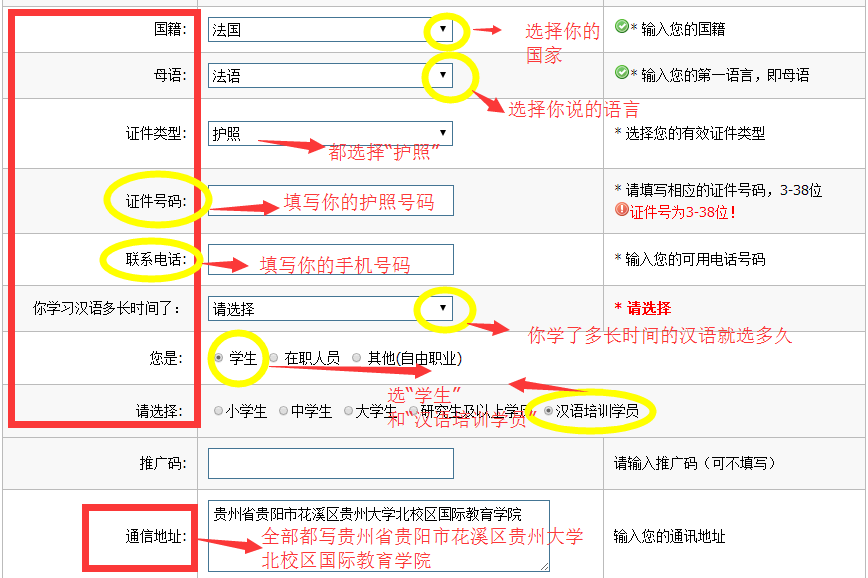 国籍: 法国 选择你的 * 输入您的国籍
国家
母语: 法语 * 输入您的第一语言，即母语
选择你说的语言
证件类型: 护照 * 选择您的有效证件类型
都选择“护照”
证件号码: 填写你的护照号码 * 请填写相应的证件号码，3-38位
证件号为3-38位!
联系电话: 填写你的手机号码 * 输入您的可用电话号码
你学习汉语多长时间了： 请选择 * 请选择
你学了多长时间的汉语就选多久
您是: 学生 在职人员 其他(自由职业)
选“学生”
请选择: 小学生 中学生 大学生 研究生及以上学历 汉语培训学员
和“汉语培训学员”
推广码: 请输入推广码（可不填写）
贵州省贵阳市花溪区贵州大学北校区国际教育学院
通信地址: 全部都写贵州省贵阳市花溪区贵州大学 输入您的通讯地址
北校区国际教育学院